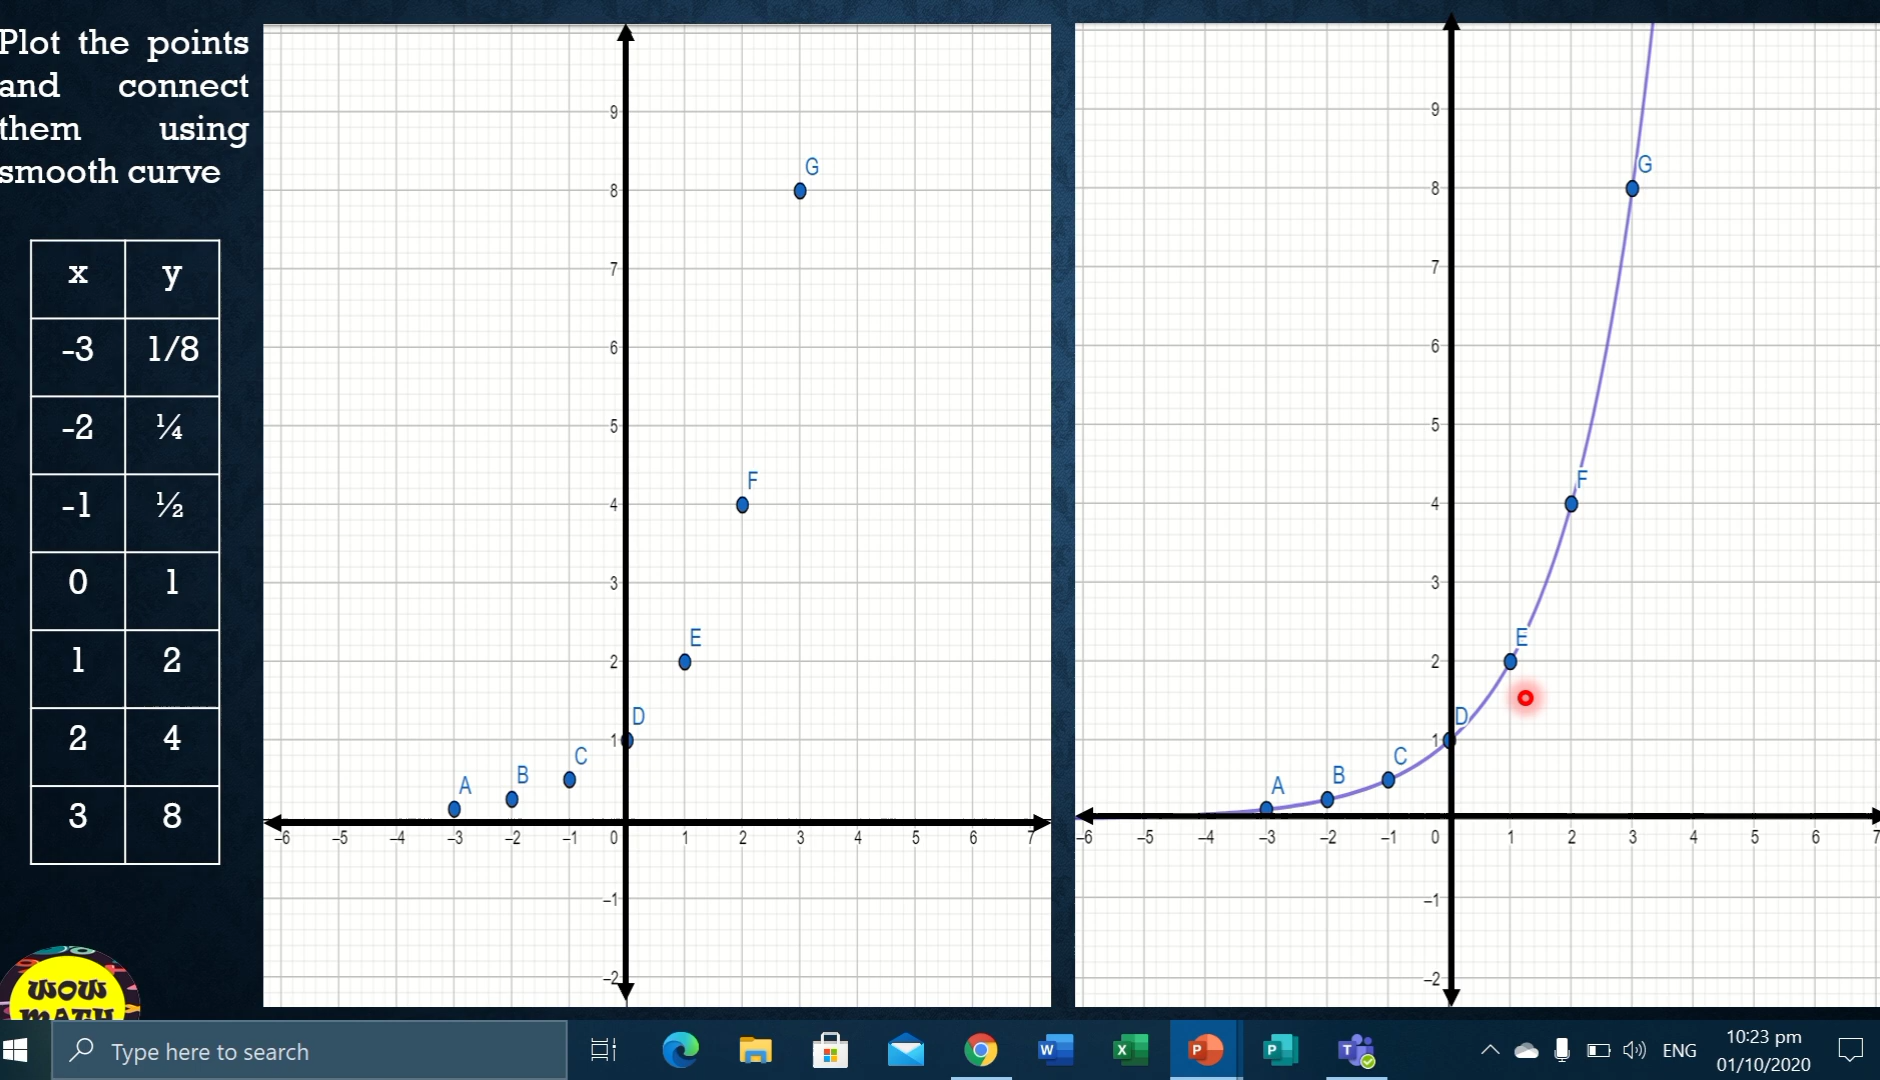 Plot the points
and connect
them using
smooth curve
x y
-3 1/8
-2 ¼
-1 ½
0 1
1 2
2 4
3 8
9
G
8
7
6
5
F
4
3
E
2
D
1
C
B
A
–6 –5 –4 –3 –2 –1 0 1 2 3 4 5 6 7
–1
–2
9
G
8
7
6
5
F
4
3
E
2
D
1
C
B
A
–6 –5 –4 –3 –2 –1 0 1 2 3 4 5 6 7
–1
–2
WOW
MATH
Type here to search
W
X
P
P
T
ENG
10:23 pm
01/10/2020